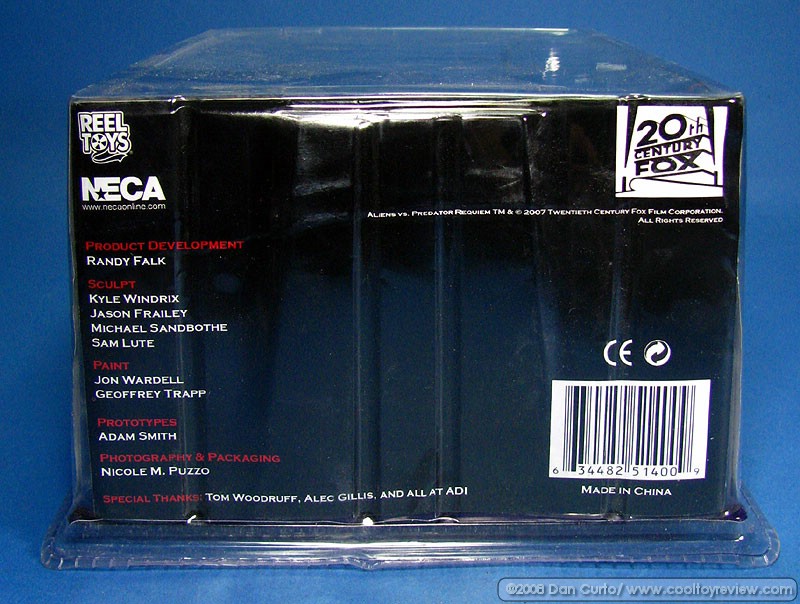 REEL
TOYS
NECA
www.necaonline.com
20th
CENTURY
FOX
ALIENS VS. PREDATOR REQUIEM TM & © 2007 TWENTIETH CENTURY FOX FILM CORPORATION.
ALL RIGHTS RESERVED
PRODUCT DEVELOPMENT
RANDY FALK
SCULPT
KYLE WINDRIX
JASON FRAILEY
MICHAEL SANDBOTHE
SAM LUTE
PAINT
JON WARDELL
GEOFFREY TRAPP
PROTOTYPES
ADAM SMITH
PHOTOGRAPHY & PACKAGING
NICOLE M. PUZZO
SPECIAL THANKS: TOM WOODRUFF, ALEC GILLIS, AND ALL AT ADI
CE
6 34482 51400 9
MADE IN CHINA
©2008 Dan Curto/ www.cooltoyreview.com